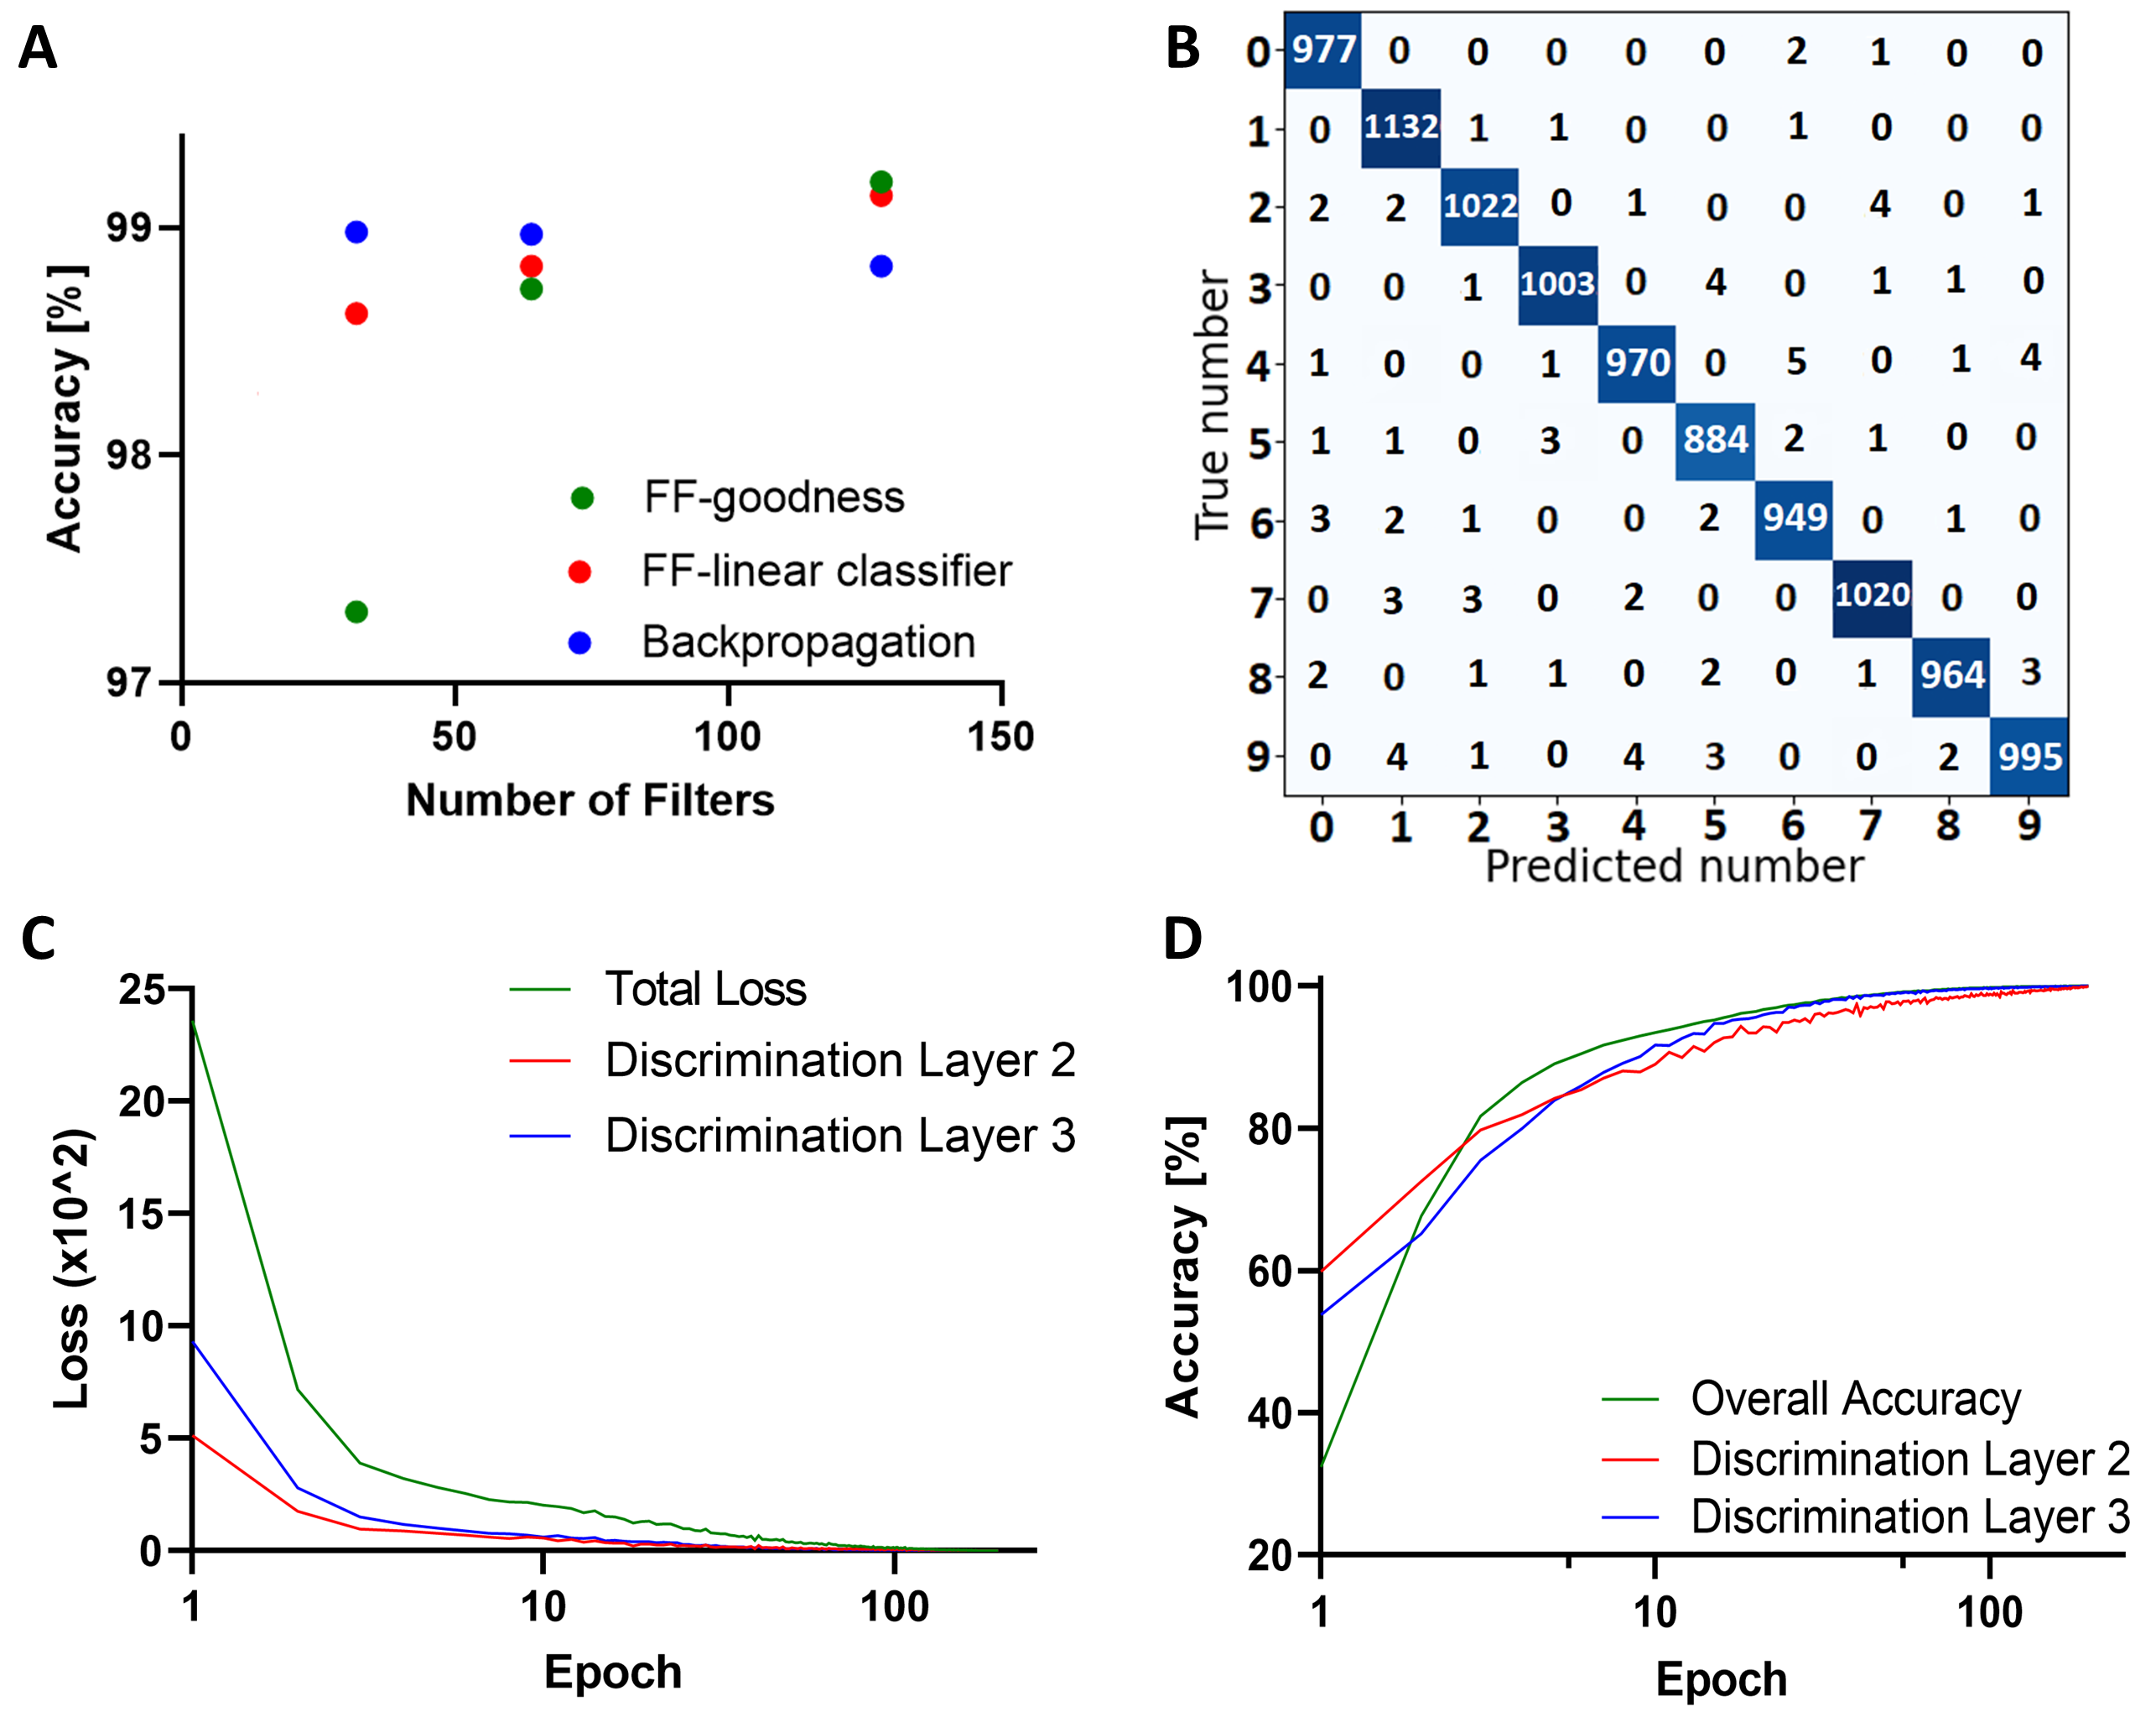 A
99
98
97
0 50 100 150
Accuracy [%]
Number of Filters
FF-goodness
FF-linear classifier
Backpropagation
B
True number
0 977 0 0 0 0 0 2 1 0 0
1 0 1132 1 1 0 0 1 0 0 0
2 2 2 1022 0 1 0 0 4 0 1
3 0 0 1 1003 0 4 0 1 1 0
4 1 0 0 1 970 0 5 0 1 4
5 1 1 0 3 0 884 2 1 0 0
6 3 2 1 0 0 2 949 0 1 0
7 0 3 3 0 2 0 0 1020 0 0
8 2 0 1 1 0 2 0 1 964 3
9 0 4 1 0 4 3 0 0 2 995
0 1 2 3 4 5 6 7 8 9
Predicted number
C
25
20
15
10
5
0
1 10 100
Loss (x10^2)
Epoch
Total Loss
Discrimination Layer 2
Discrimination Layer 3
D
100
80
60
40
20
1 10 100
Accuracy [%]
Epoch
Overall Accuracy
Discrimination Layer 2
Discrimination Layer 3